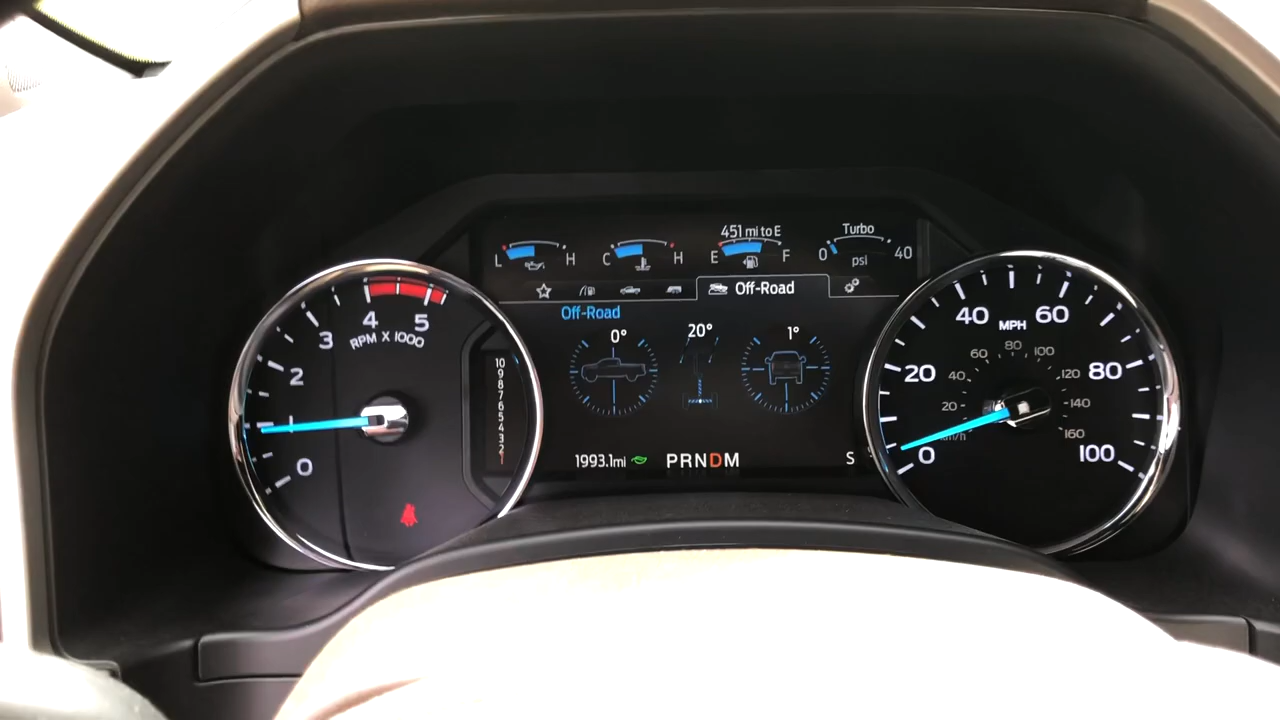 451 mi to E
Turbo
L H C H E F 0 40
psi
Off-Road
Off-Road
0° 20° 1°
1993.1mi PRNDM S
0 1 2 3 4 5
RPM X 1000
10
9
8
7
6
5
4
3
2
1
0 20 40 60 80 100
MPH
20 40 60 80 100 120 140 160
km/h